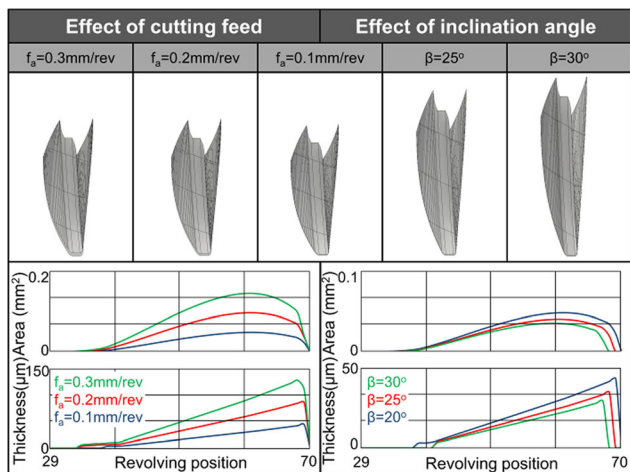 Effect of cutting feed
Effect of inclination angle
fₐ=0.3mm/rev
fₐ=0.2mm/rev
fₐ=0.1mm/rev
β=25°
β=30°
Area (mm²)
0.2
0
Thickness(μm)
150
0
fₐ=0.3mm/rev
fₐ=0.2mm/rev
fₐ=0.1mm/rev
29
Revolving position
70
Area (mm²)
0.1
0
Thickness(μm)
50
0
β=30°
β=25°
β=20°
29
Revolving position
70